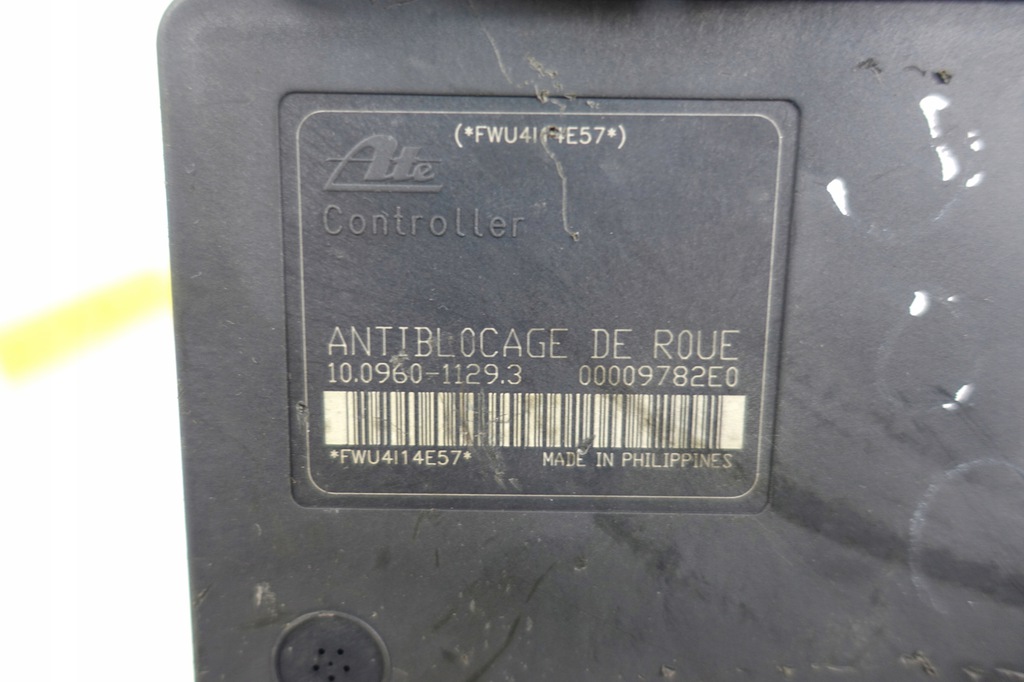 (*FWU4I14E57*)
Ate
Controller
ANTIBLOCAGE DE ROUE
10.0960-1129.3 00009782E0
*FWU4I14E57* MADE IN PHILIPPINES